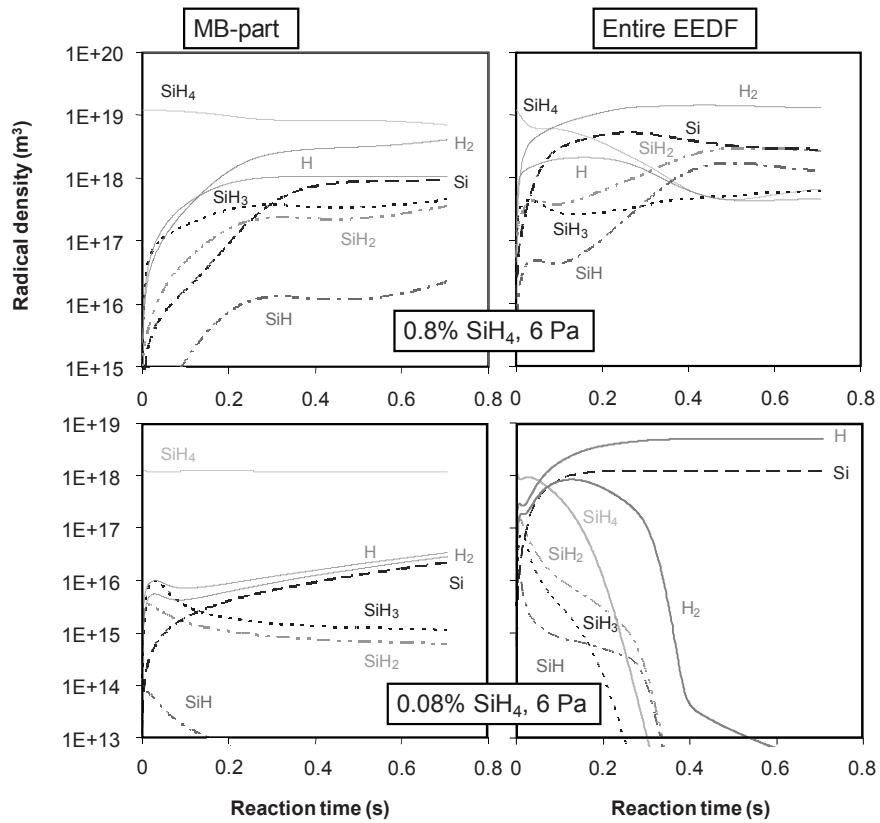 MB-part
Entire EEDF
Radical density (m³)
1E+20
1E+19
1E+18
1E+17
1E+16
1E+15
SiH₄
H₂
H
Si
SiH₃
SiH₂
SiH
0 0.2 0.4 0.6 0.8
SiH₄
H₂
Si
SiH₂
H
SiH₃
SiH
0 0.2 0.4 0.6 0.8
0.8% SiH₄, 6 Pa
1E+19
1E+18
1E+17
1E+16
1E+15
1E+14
1E+13
SiH₄
H
H₂
Si
SiH₃
SiH₂
SiH
0 0.2 0.4 0.6 0.8
Reaction time (s)
H
Si
SiH₄
SiH₂
H₂
SiH₃
SiH
0 0.2 0.4 0.6 0.8
Reaction time (s)
0.08% SiH₄, 6 Pa